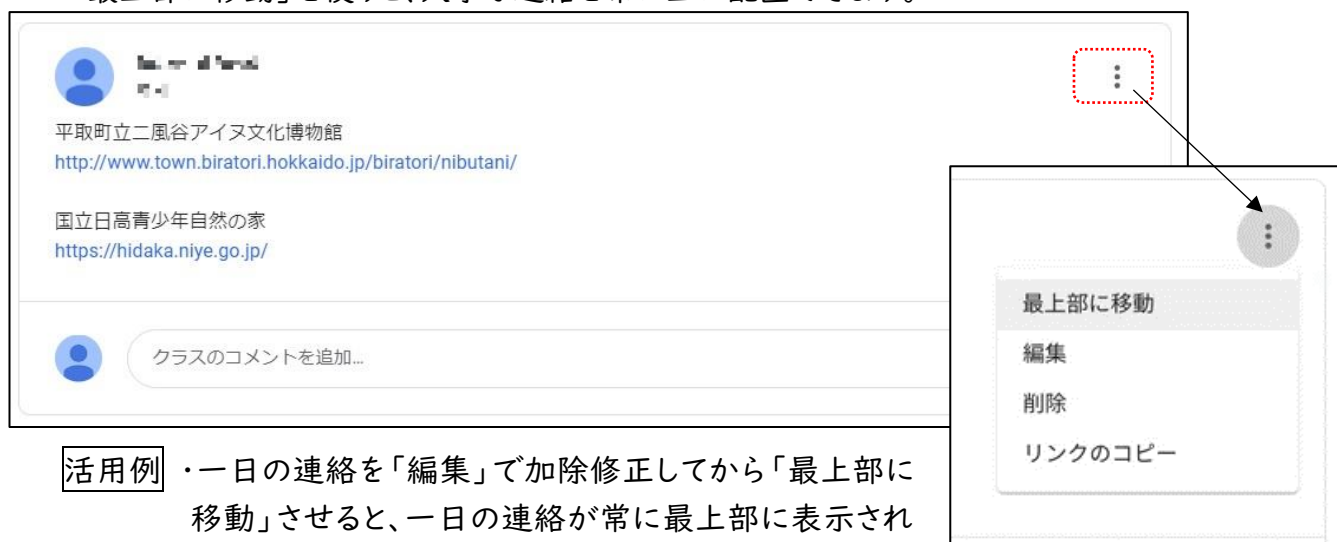 最上部に移動」を使うと、大事な連絡を 配置できます。
平取町立二風谷アイヌ文化博物館
http://www.town.biratori.hokkaido.jp/biratori/nibutani/
国立日高青少年自然の家
https://hidaka.niye.go.jp/
クラスのコメントを追加...
最上部に移動
編集
削除
リンクのコピー
活用例 ・一日の連絡を「編集」で加除修正してから「最上部に
移動」させると、一日の連絡が常に最上部に表示され